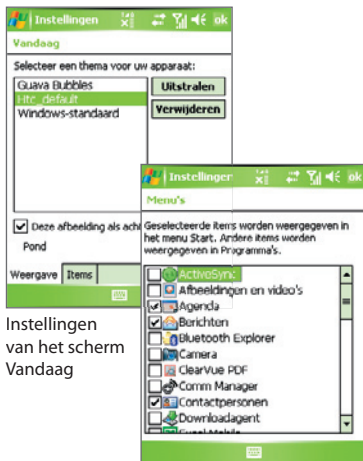 Instellingen
ok
Vandaag
Selecteer een thema voor uw apparaat:
Guava Bubbles
Htc_default
Windows-standaard
Uitstralen
Verwijderen
Deze afbeelding als
Pond
Weergave Items
Instellingen
van het scherm
Vandaag
Instellingen
ok
Menu's
Geselecteerde items worden weergegeven in
het menu Start. Andere items worden
weergegeven in Programma's.
ActiveSync
Afbeeldingen en video's
Agenda
Berichten
Bluetooth Explorer
Camera
ClearVue PDF
Comm Manager
Contactpersonen
Downloadagent